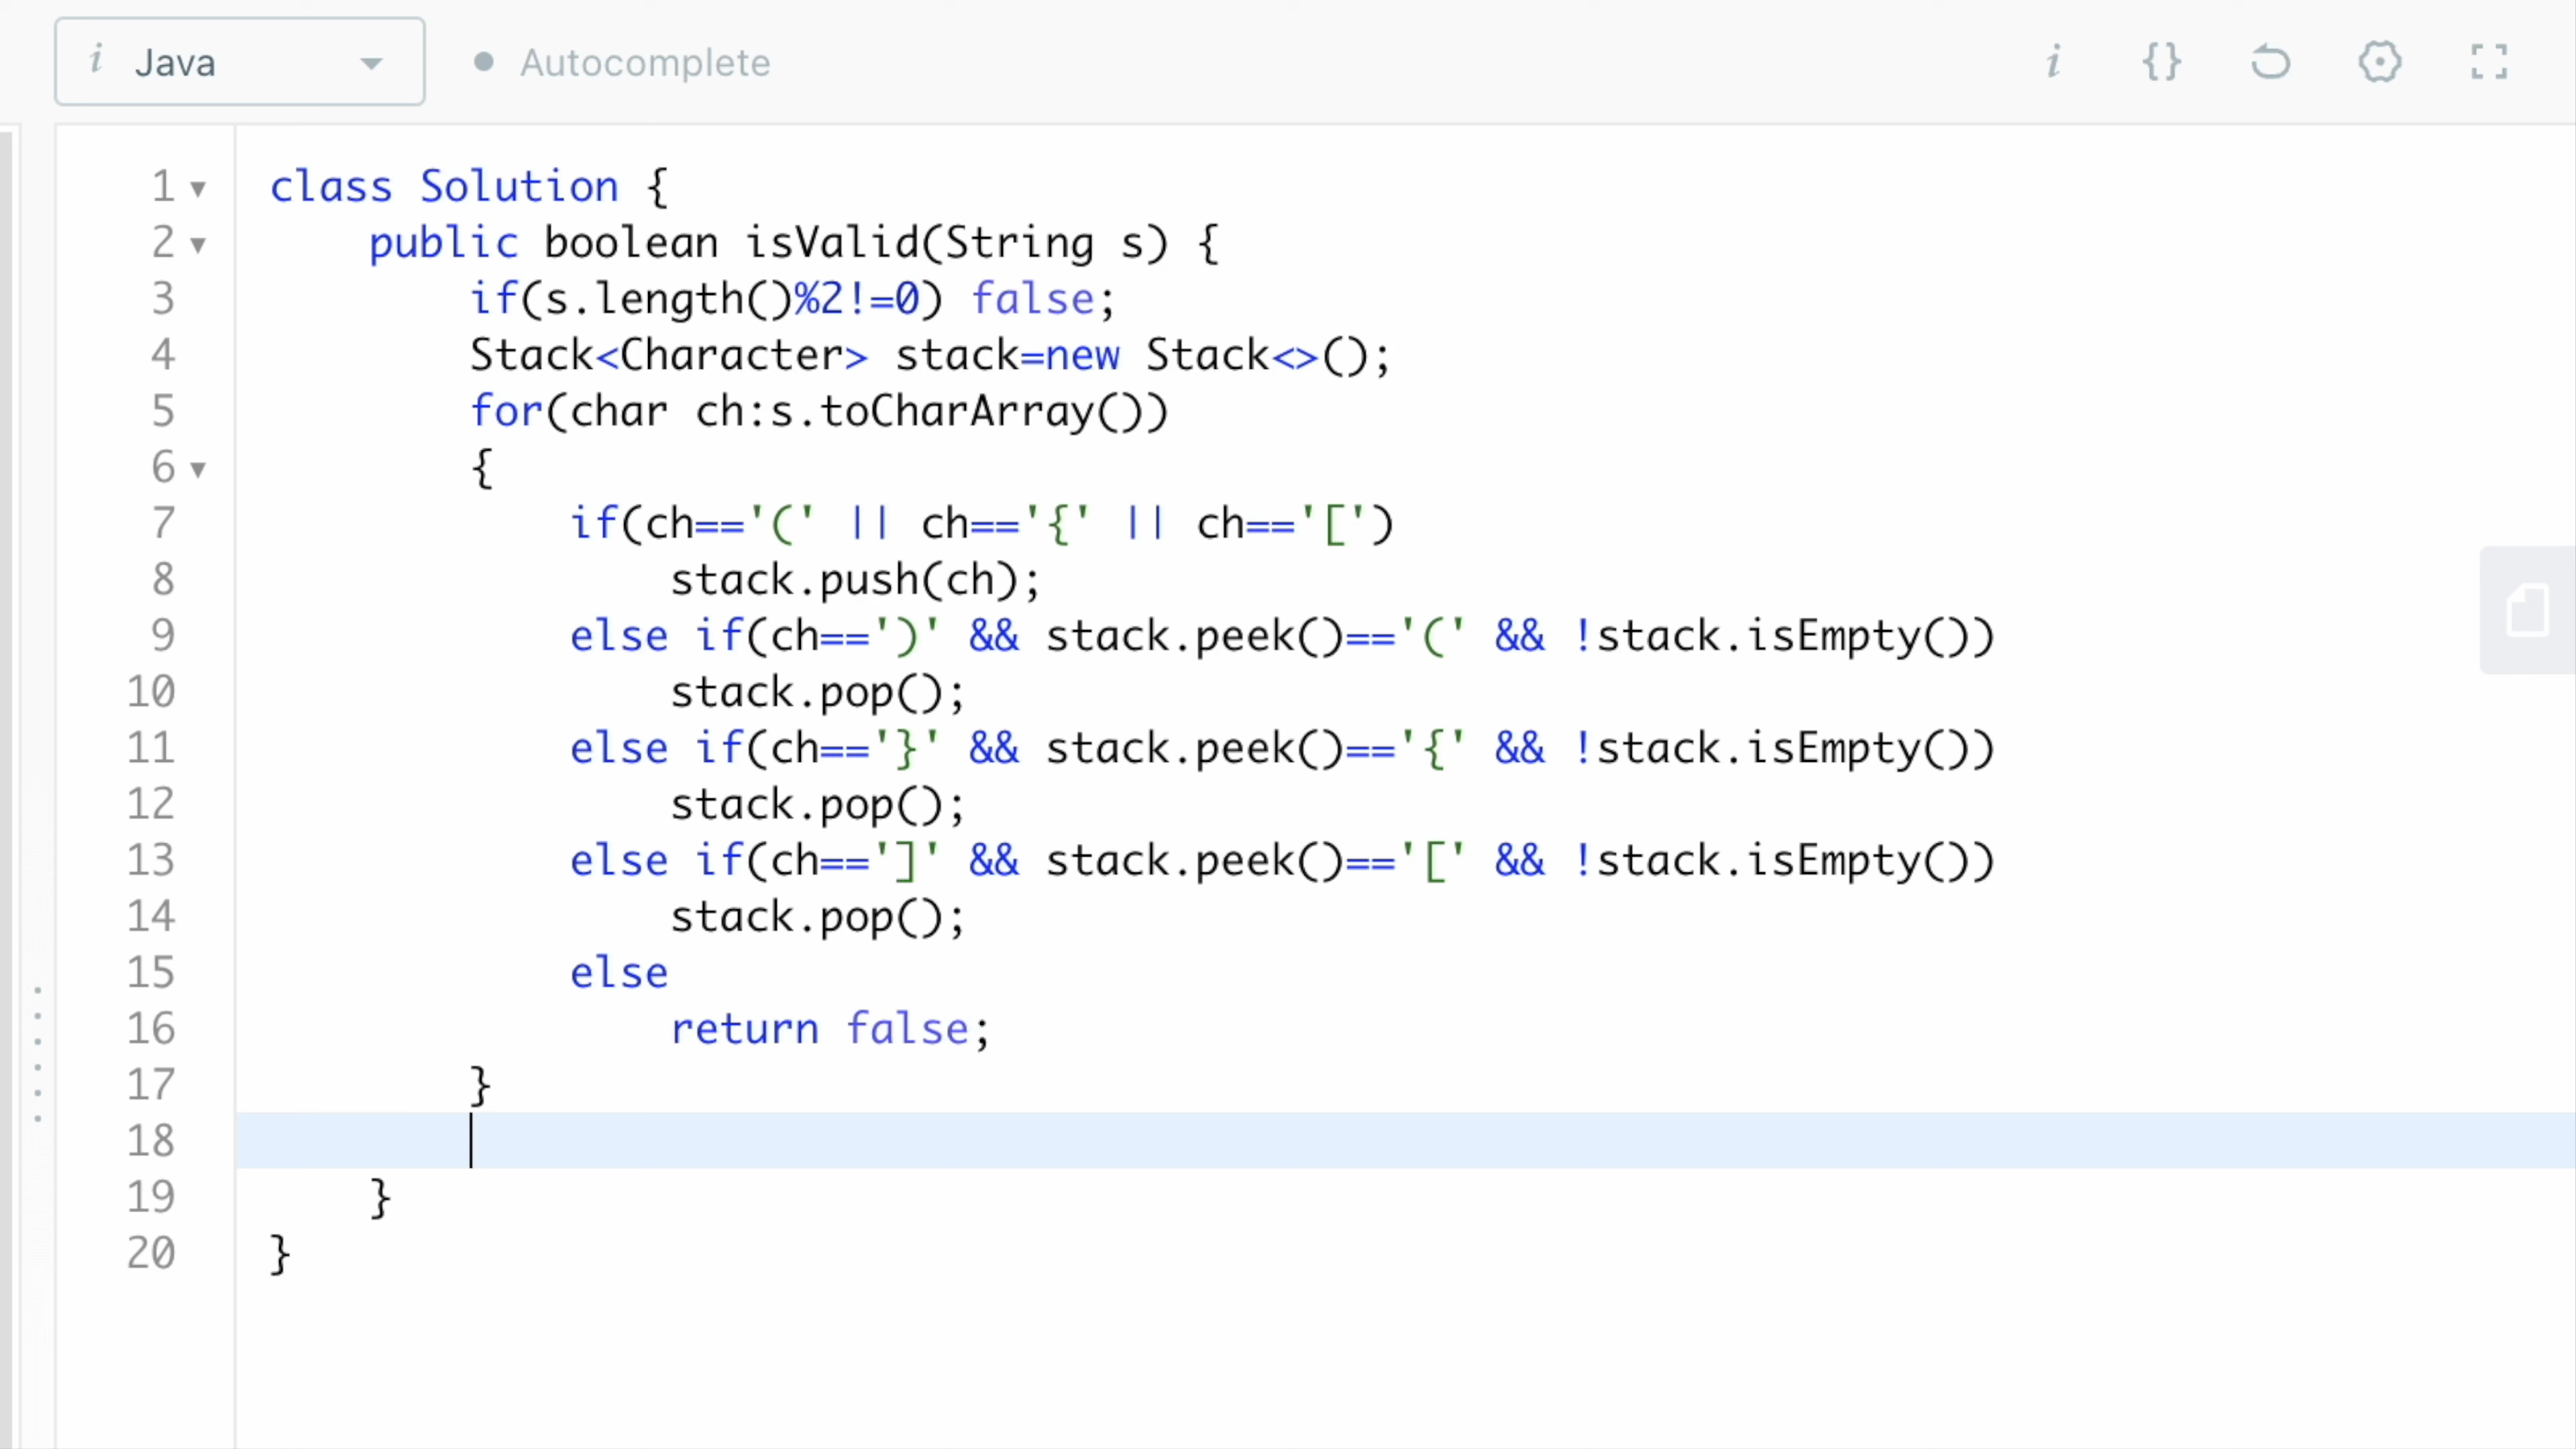 i Java Autocomplete i {}
1 class Solution {
2 public boolean isValid(String s) {
3 if(s.length()%2!=0) false;
4 Stack<Character> stack=new Stack<>();
5 for(char ch:s.toCharArray())
6 {
7 if(ch=='(' || ch=='{' || ch=='[')
8 stack.push(ch);
9 else if(ch==')' && stack.peek()=='(' && !stack.isEmpty())
10 stack.pop();
11 else if(ch=='}' && stack.peek()=='{' && !stack.isEmpty())
12 stack.pop();
13 else if(ch==']' && stack.peek()=='[' && !stack.isEmpty())
14 stack.pop();
15 else
16 return false;
17 }
18
19 }
20 }